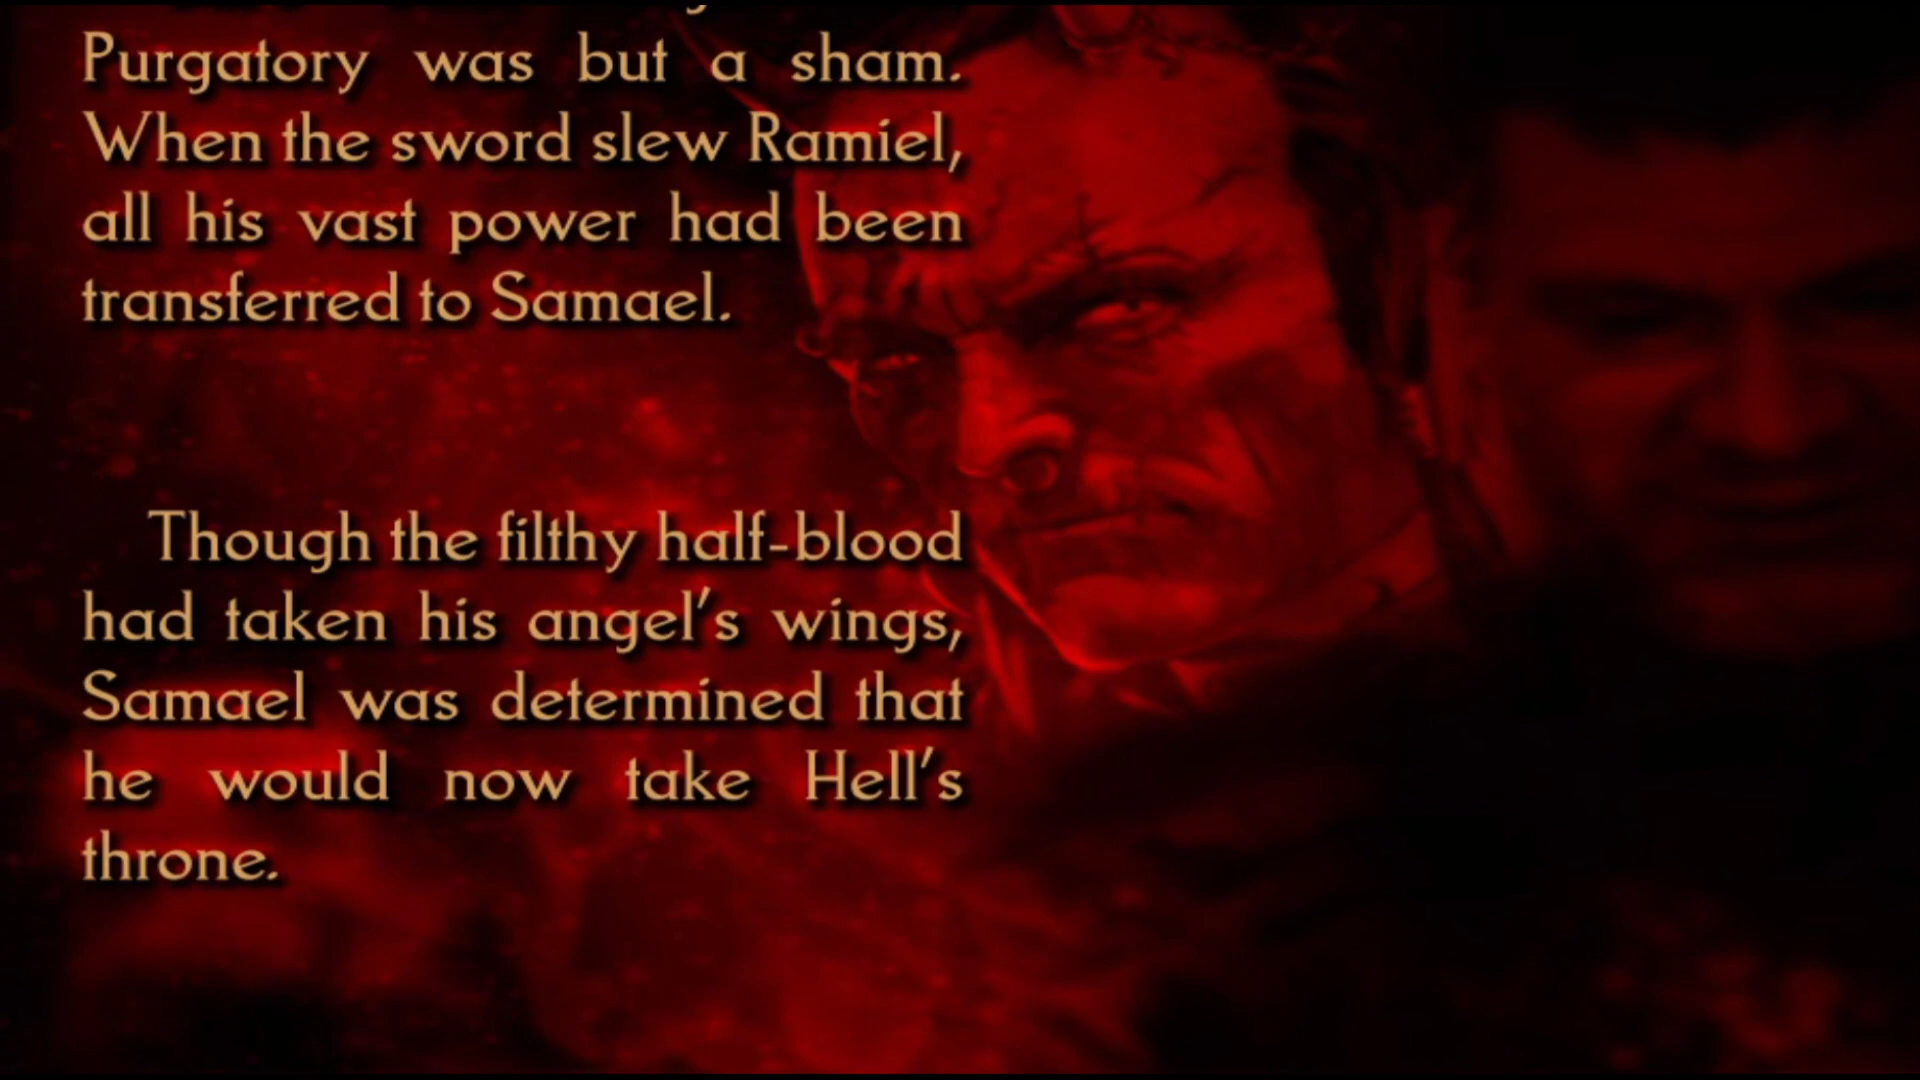 Purgatory was but a sham.
When the sword slew Ramiel,
all his vast power had been
transferred to Samael.
Though the filthy half-blood
had taken his angel's wings,
Samael was determined that
he would now take Hell's
throne.